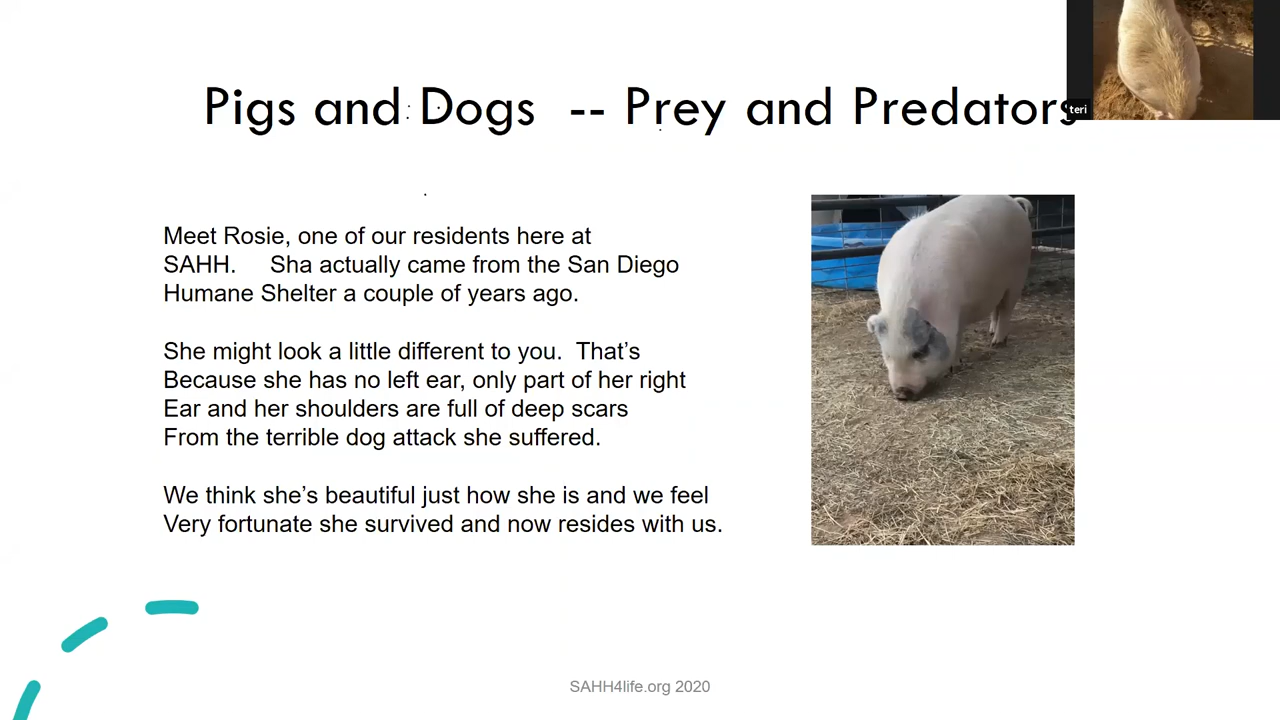 Pigs and Dogs -- Prey and Predators
teri
Meet Rosie, one of our residents here at
SAHH. Sha actually came from the San Diego
Humane Shelter a couple of years ago.
She might look a little different to you. That’s
Because she has no left ear, only part of her right
Ear and her shoulders are full of deep scars
From the terrible dog attack she suffered.
We think she’s beautiful just how she is and we feel
Very fortunate she survived and now resides with us.
SAHH4life.org 2020